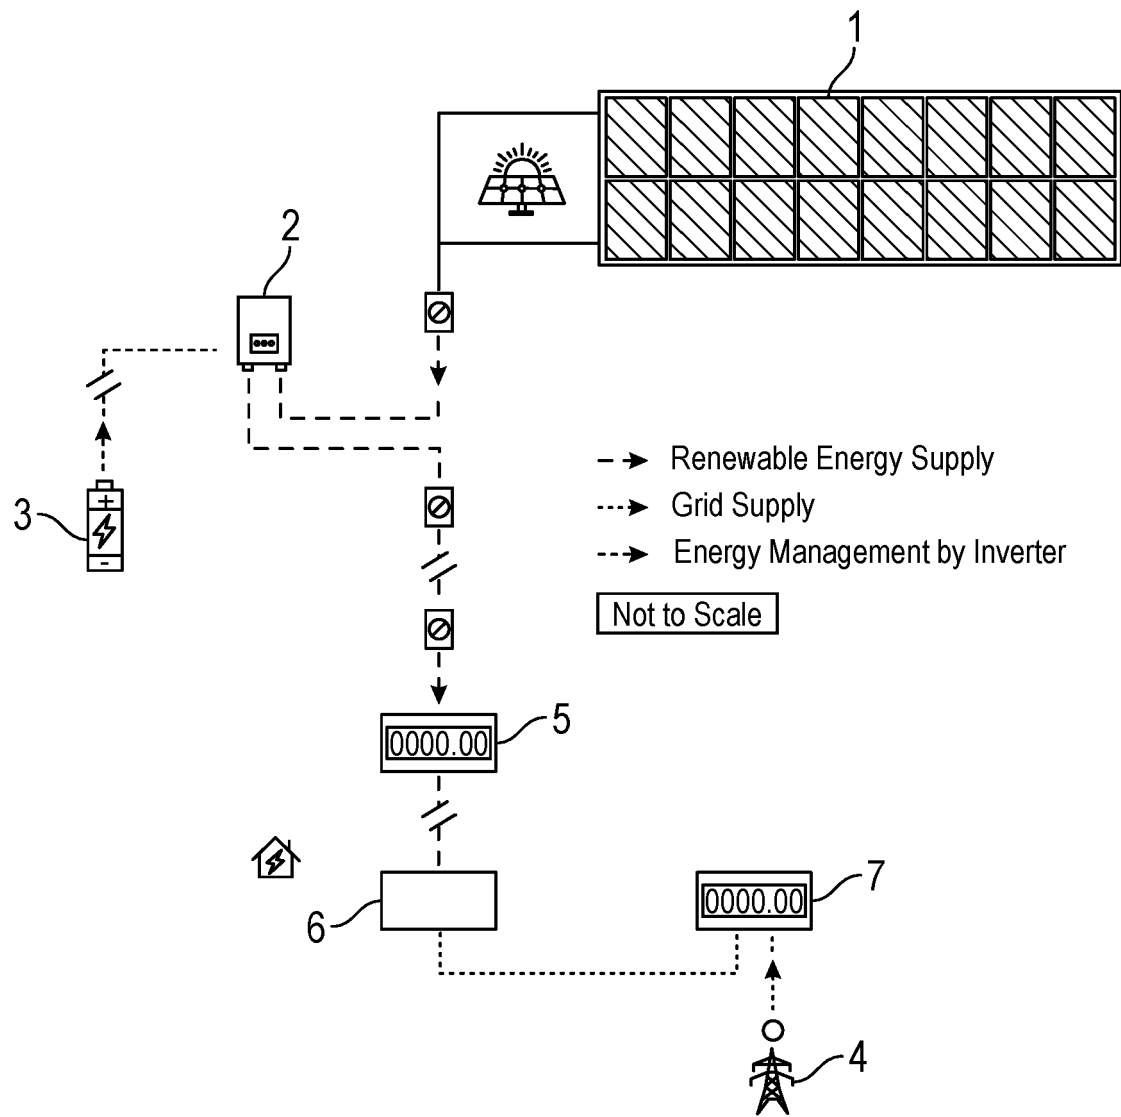 1
2
3
+
-
Renewable Energy Supply
Grid Supply
Energy Management by Inverter
Not to Scale
0000.00
5
6
0000.00
7
4